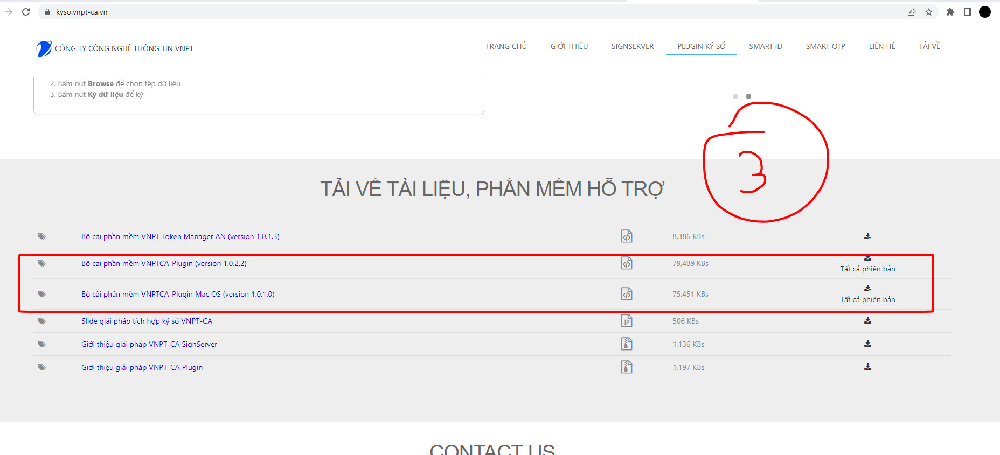 kyso.vnpt-ca.vn
CÔNG TY CÔNG NGHỆ THÔNG TIN VNPT
TRANG CHỦ GIỚI THIỆU SIGNSERVER PLUGIN KÝ SỐ SMART ID SMART OTP LIÊN HỆ TẢI VỀ
2. Bấm nút Browse để chọn tệp dữ liệu
3. Bấm nút Ký dữ liệu để ký
3
TẢI VỀ TÀI LIỆU, PHẦN MỀM HỖ TRỢ
Bộ cài phần mềm VNPT Token Manager AN (version 1.0.1.3) 8,386 KBs
Bộ cài phần mềm VNPTCA-Plugin (version 1.0.2.2) 79,489 KBs
Tất cả phiên bản
Bộ cài phần mềm VNPTCA-Plugin Mac OS (version 1.0.1.0) 75,451 KBs
Tất cả phiên bản
Slide giải pháp tích hợp ký số VNPT-CA 506 KBs
Giới thiệu giải pháp VNPT-CA SignServer 1,136 KBs
Giới thiệu giải pháp VNPT-CA Plugin 1,197 KBs
CONTACT US